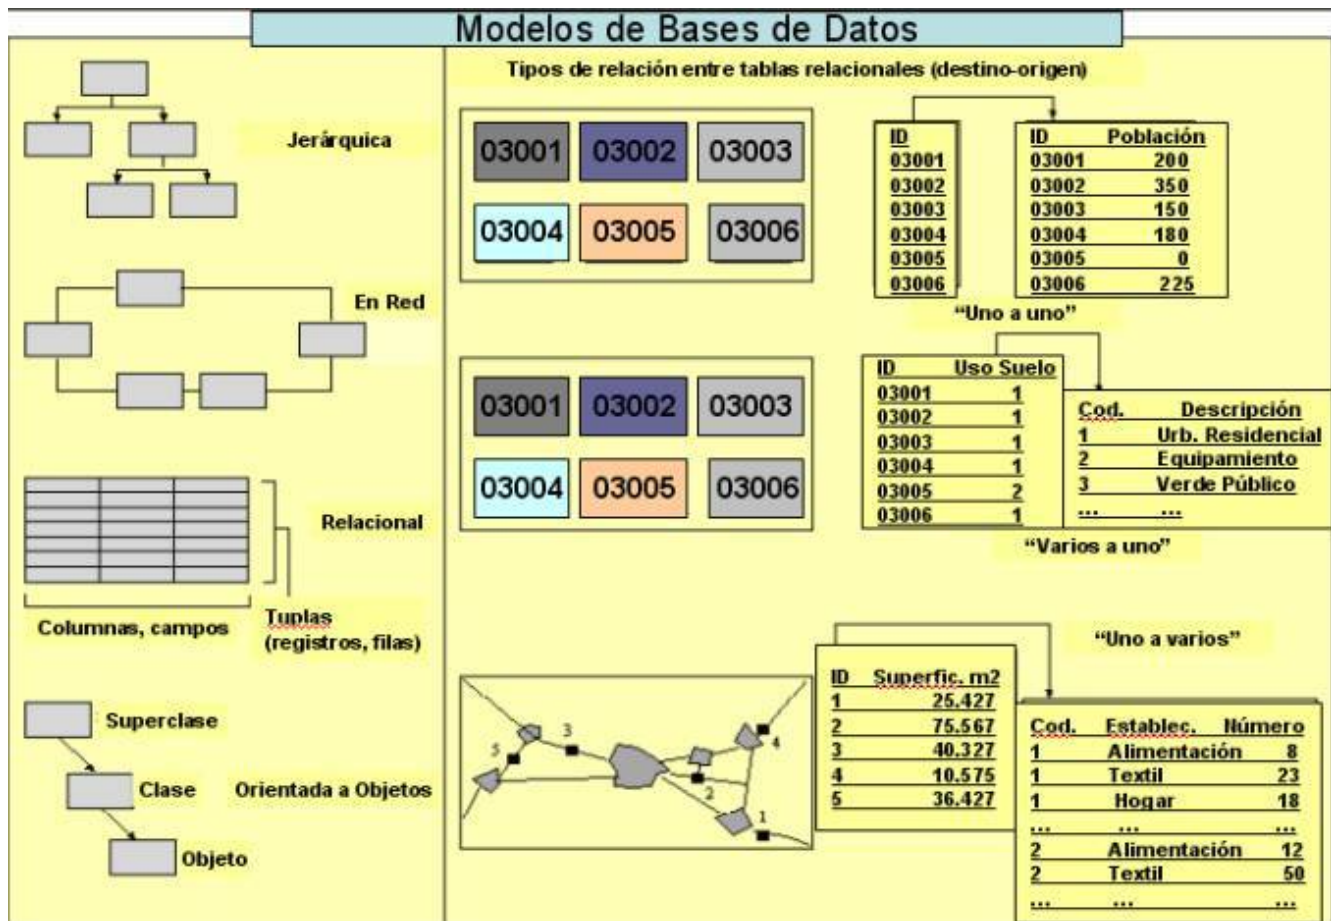 Modelos de Bases de Datos
Jerárquica
En Red
Relacional
Columnas, campos
Tuplas
(registros, filas)
Superclase
Clase
Orientada a Objetos
Objeto
Tipos de relación entre tablas relacionales (destino-origen)
03001 03002 03003
03004 03005 03006
ID
03001
03002
03003
03004
03005
03006
ID Población
03001 200
03002 350
03003 150
03004 180
03005 0
03006 225
“Uno a uno”
03001 03002 03003
03004 03005 03006
ID Uso Suelo
03001 1
03002 1
03003 1
03004 1
03005 2
03006 1
Cod. Descripción
1 Urb. Residencial
2 Equipamiento
3 Verde Público
... ...
“Varios a uno”
“Uno a varios”
5
3
4
2
1
ID Superfic. m2
1 25.427
2 75.567
3 40.327
4 10.575
5 36.427
Cod. Establec. Número
1 Alimentación 8
1 Textil 23
1 Hogar 18
... ... ...
2 Alimentación 12
2 Textil 50
... ... ...